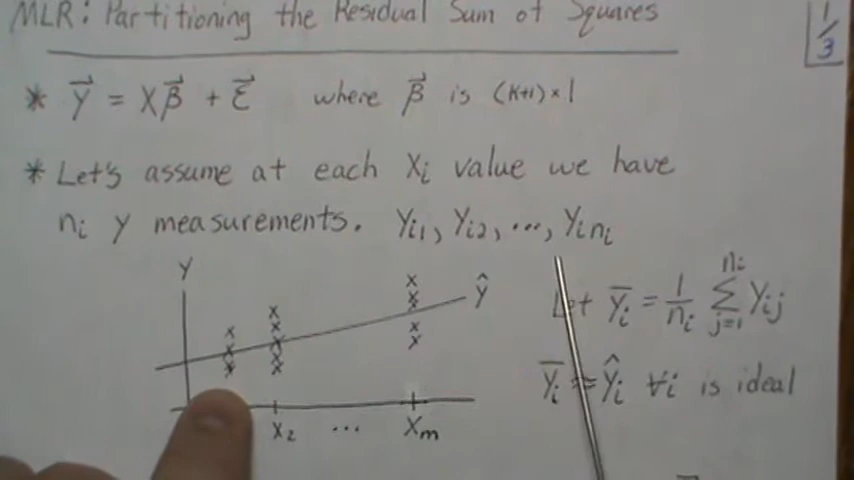 MLR: Partitioning the Residual Sum of Squares
1/3
* Y⃗ = Xβ⃗ + ε⃗ where β⃗ is (K+1)×1
* Let's assume at each Xi value we have
ni y measurements. Yi1, Yi2, ..., Yini
Y
Ŷ
Let Ȳi = 1/ni Σ j=1 ni Yij
Ȳi ≈ Ŷi ∀i is ideal
X2 ... Xm